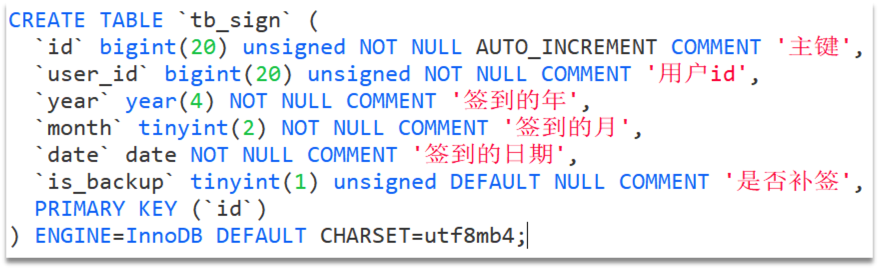 CREATE TABLE `tb_sign` (
`id` bigint(20) unsigned NOT NULL AUTO_INCREMENT COMMENT '主键',
`user_id` bigint(20) unsigned NOT NULL COMMENT '用户id',
`year` year(4) NOT NULL COMMENT '签到的年',
`month` tinyint(2) NOT NULL COMMENT '签到的月',
`date` date NOT NULL COMMENT '签到的日期',
`is_backup` tinyint(1) unsigned DEFAULT NULL COMMENT '是否补签',
PRIMARY KEY (`id`)
) ENGINE=InnoDB DEFAULT CHARSET=utf8mb4;